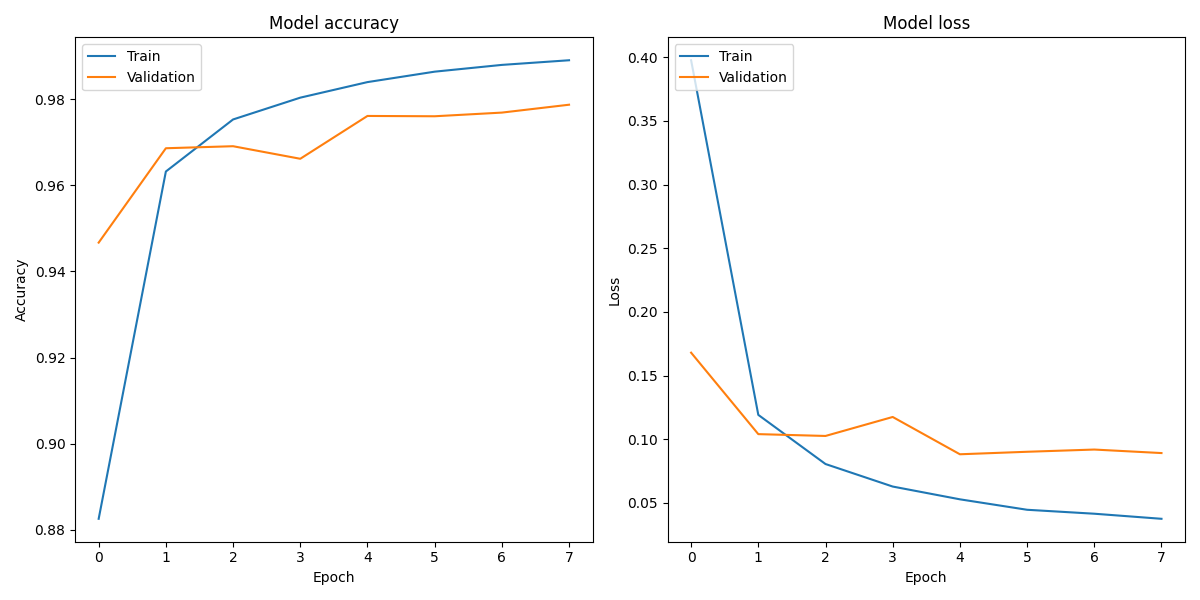 Model accuracy
Train
Validation
0.98
0.96
0.94
0.92
0.90
0.88
Accuracy
0 1 2 3 4 5 6 7
Epoch
Model loss
Train
Validation
0.40
0.35
0.30
0.25
0.20
0.15
0.10
0.05
Loss
0 1 2 3 4 5 6 7
Epoch